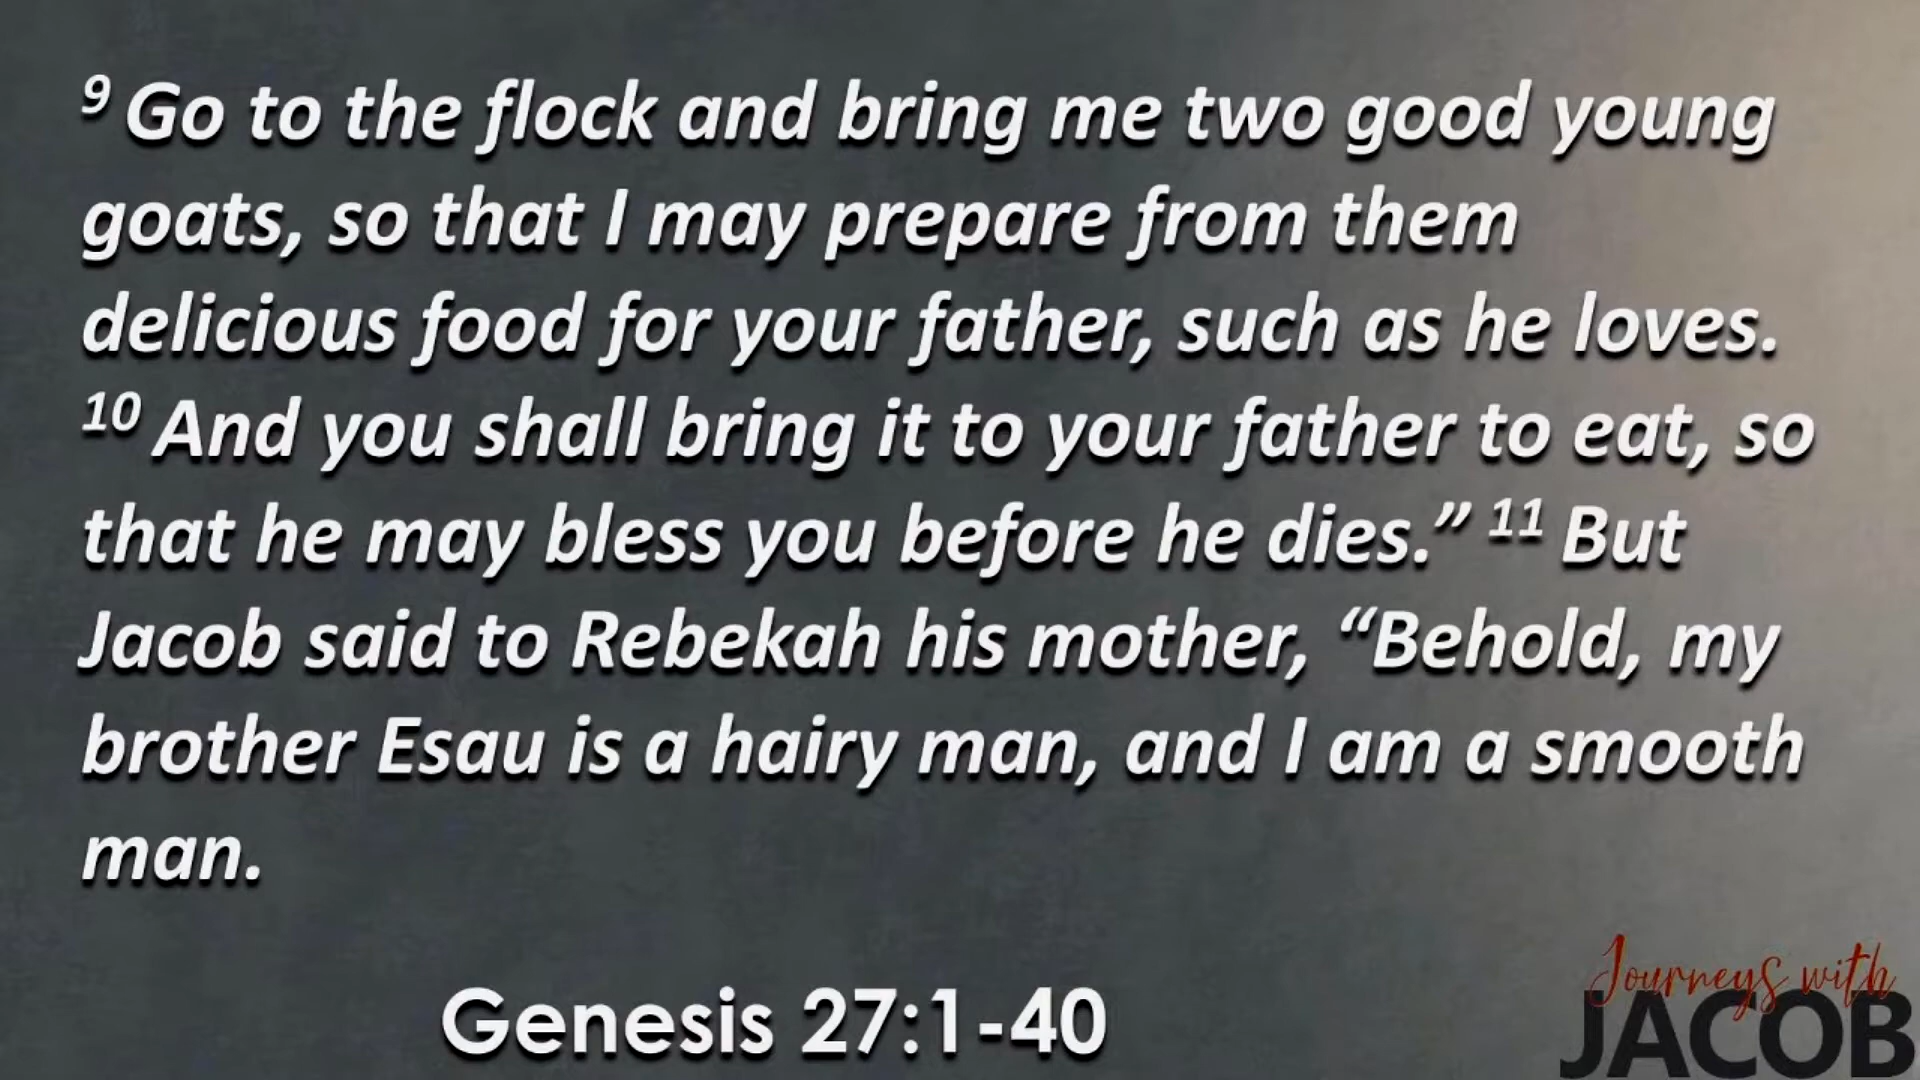 9 Go to the flock and bring me two good young
goats, so that I may prepare from them
delicious food for your father, such as he loves.
10 And you shall bring it to your father to eat, so
that he may bless you before he dies.” 11 But
Jacob said to Rebekah his mother, “Behold, my
brother Esau is a hairy man, and I am a smooth
man.
Genesis 27:1-40
Journeys with
JACOB